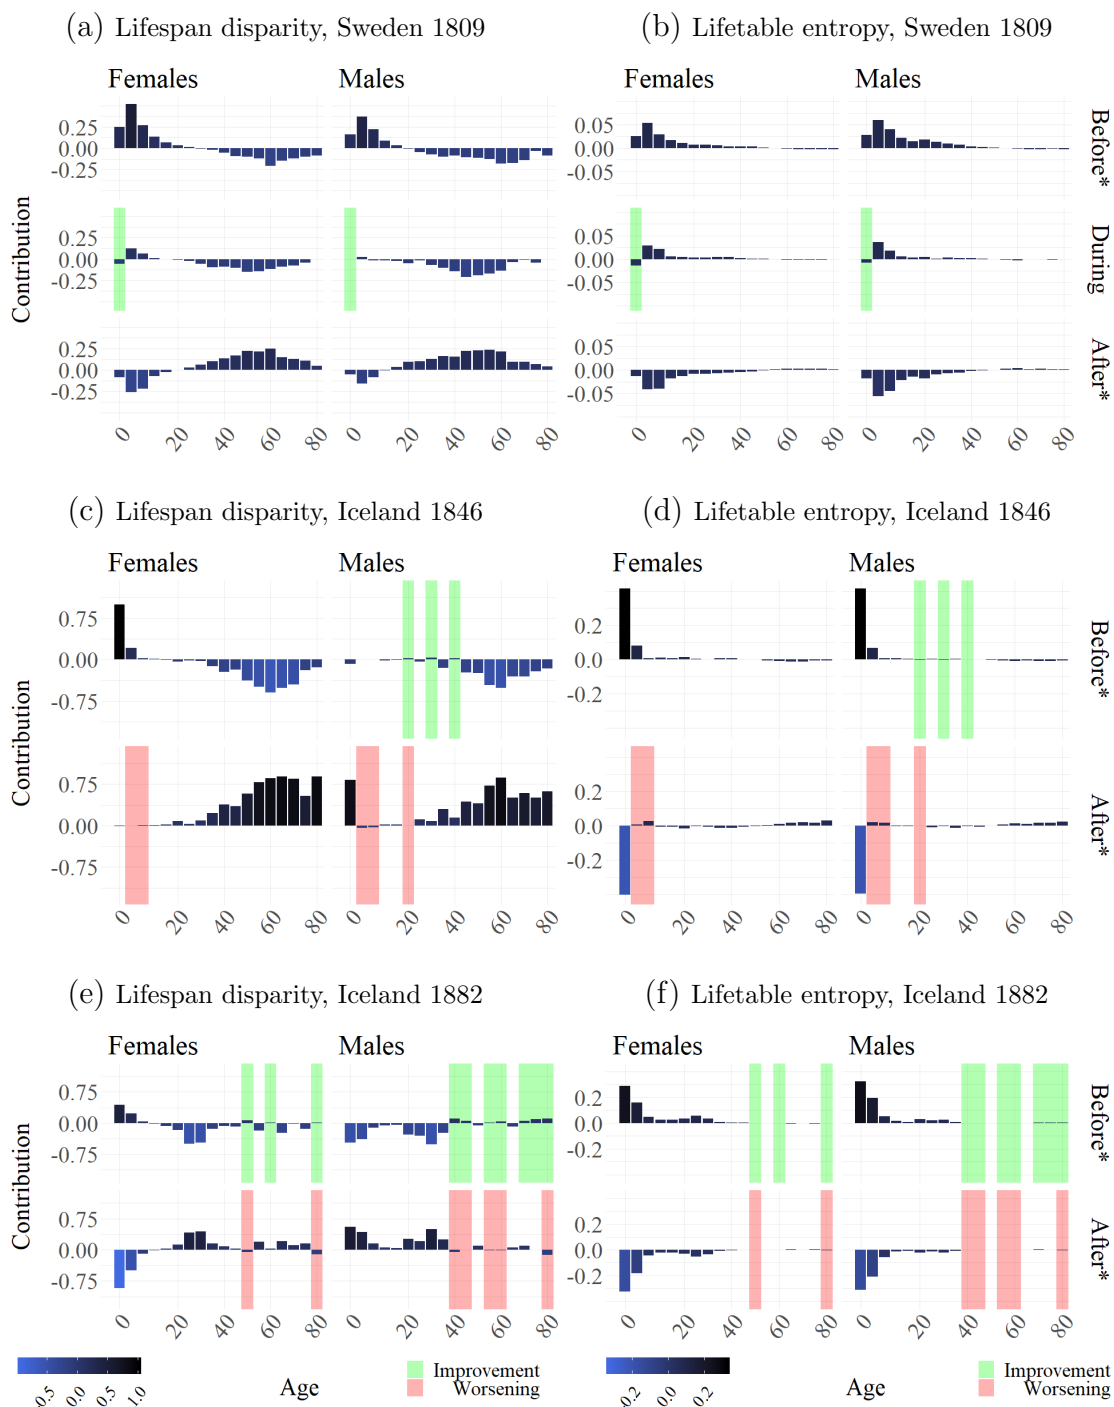 (a) Lifespan disparity, Sweden 1809
(b) Lifetable entropy, Sweden 1809
Females
Males
Females
Males
0.25
0.00
-0.25
0.05
0.00
-0.05
Before*
0.25
0.00
-0.25
0.05
0.00
-0.05
During
0.25
0.00
-0.25
0.05
0.00
-0.05
After*
Contribution
0 20 40 60 80
0 20 40 60 80
0 20 40 60 80
0 20 40 60 80
(c) Lifespan disparity, Iceland 1846
(d) Lifetable entropy, Iceland 1846
Females
Males
Females
Males
0.75
0.00
-0.75
0.2
0.0
-0.2
Before*
0.75
0.00
-0.75
0.2
0.0
-0.2
After*
Contribution
0 20 40 60 80
0 20 40 60 80
0 20 40 60 80
0 20 40 60 80
(e) Lifespan disparity, Iceland 1882
(f) Lifetable entropy, Iceland 1882
Females
Males
Females
Males
0.75
0.00
-0.75
0.2
0.0
-0.2
Before*
0.75
0.00
-0.75
0.2
0.0
-0.2
After*
Contribution
0 20 40 60 80
0 20 40 60 80
0 20 40 60 80
0 20 40 60 80
-0.5 0.0 0.5 1.0
Age
Improvement
Worsening
-0.2 0.0 0.2
Age
Improvement
Worsening